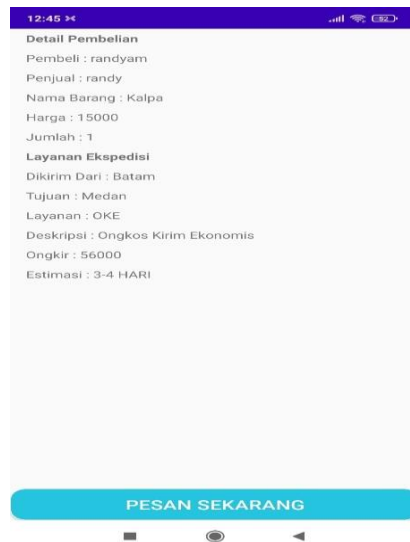 12:45
52
Detail Pembelian
Pembeli : randyam
Penjual : randy
Nama Barang : Kalpa
Harga : 15000
Jumlah : 1
Layanan Ekspedisi
Dikirim Dari : Batam
Tujuan : Medan
Layanan : OKE
Deskripsi : Ongkos Kirim Ekonomis
Ongkir : 56000
Estimasi : 3-4 HARI
PESAN SEKARANG